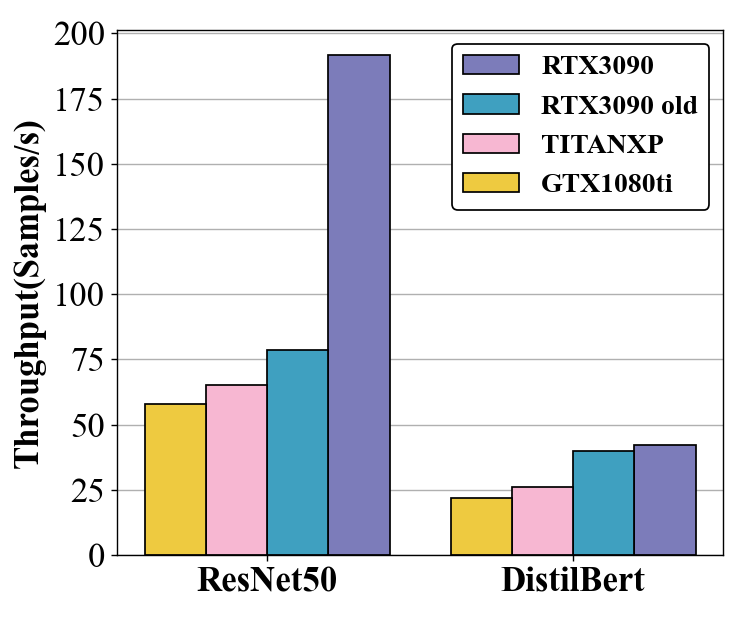 Throughput(Samples/s)
200
175
150
125
100
75
50
25
0
RTX3090
RTX3090 old
TITANXP
GTX1080ti
ResNet50
DistilBert